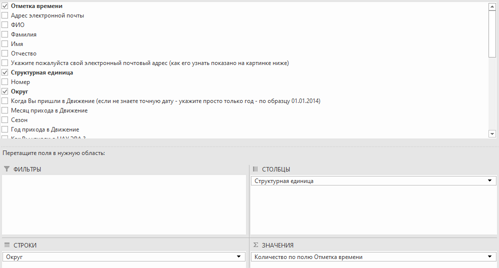 Отметка времени
Адрес электронной почты
ФИО
Фамилия
Имя
Отчество
Укажите пожалуйста свой электронный почтовый адрес (как его узнать показано на картинке ниже)
Структурная единица
Номер
Округ
Когда Вы пришли в Движение (если не знаете точную дату - укажите просто только год - по образцу 01.01.2014)
Месяц прихода в Движение
Сезон
Год прихода в Движение
Перетащите поля в нужную область:
ФИЛЬТРЫ
СТОЛБЦЫ
Структурная единица
СТРОКИ
Округ
Σ ЗНАЧЕНИЯ
Количество по полю Отметка времени